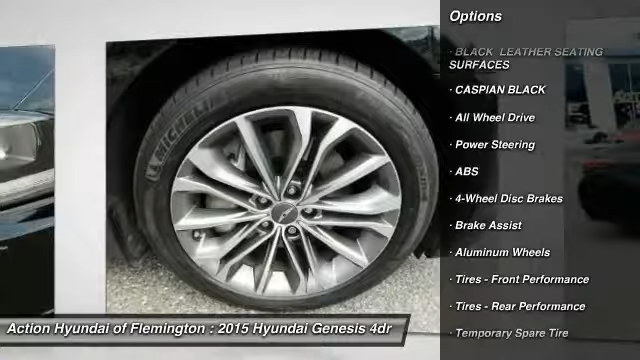 Options
· BLACK LEATHER SEATING
SURFACES
· CASPIAN BLACK
· All Wheel Drive
· Power Steering
· ABS
· 4-Wheel Disc Brakes
· Brake Assist
· Aluminum Wheels
· Tires - Front Performance
· Tires - Rear Performance
· Temporary Spare Tire
MICHELIN
Action Hyundai of Flemington : 2015 Hyundai Genesis 4dr